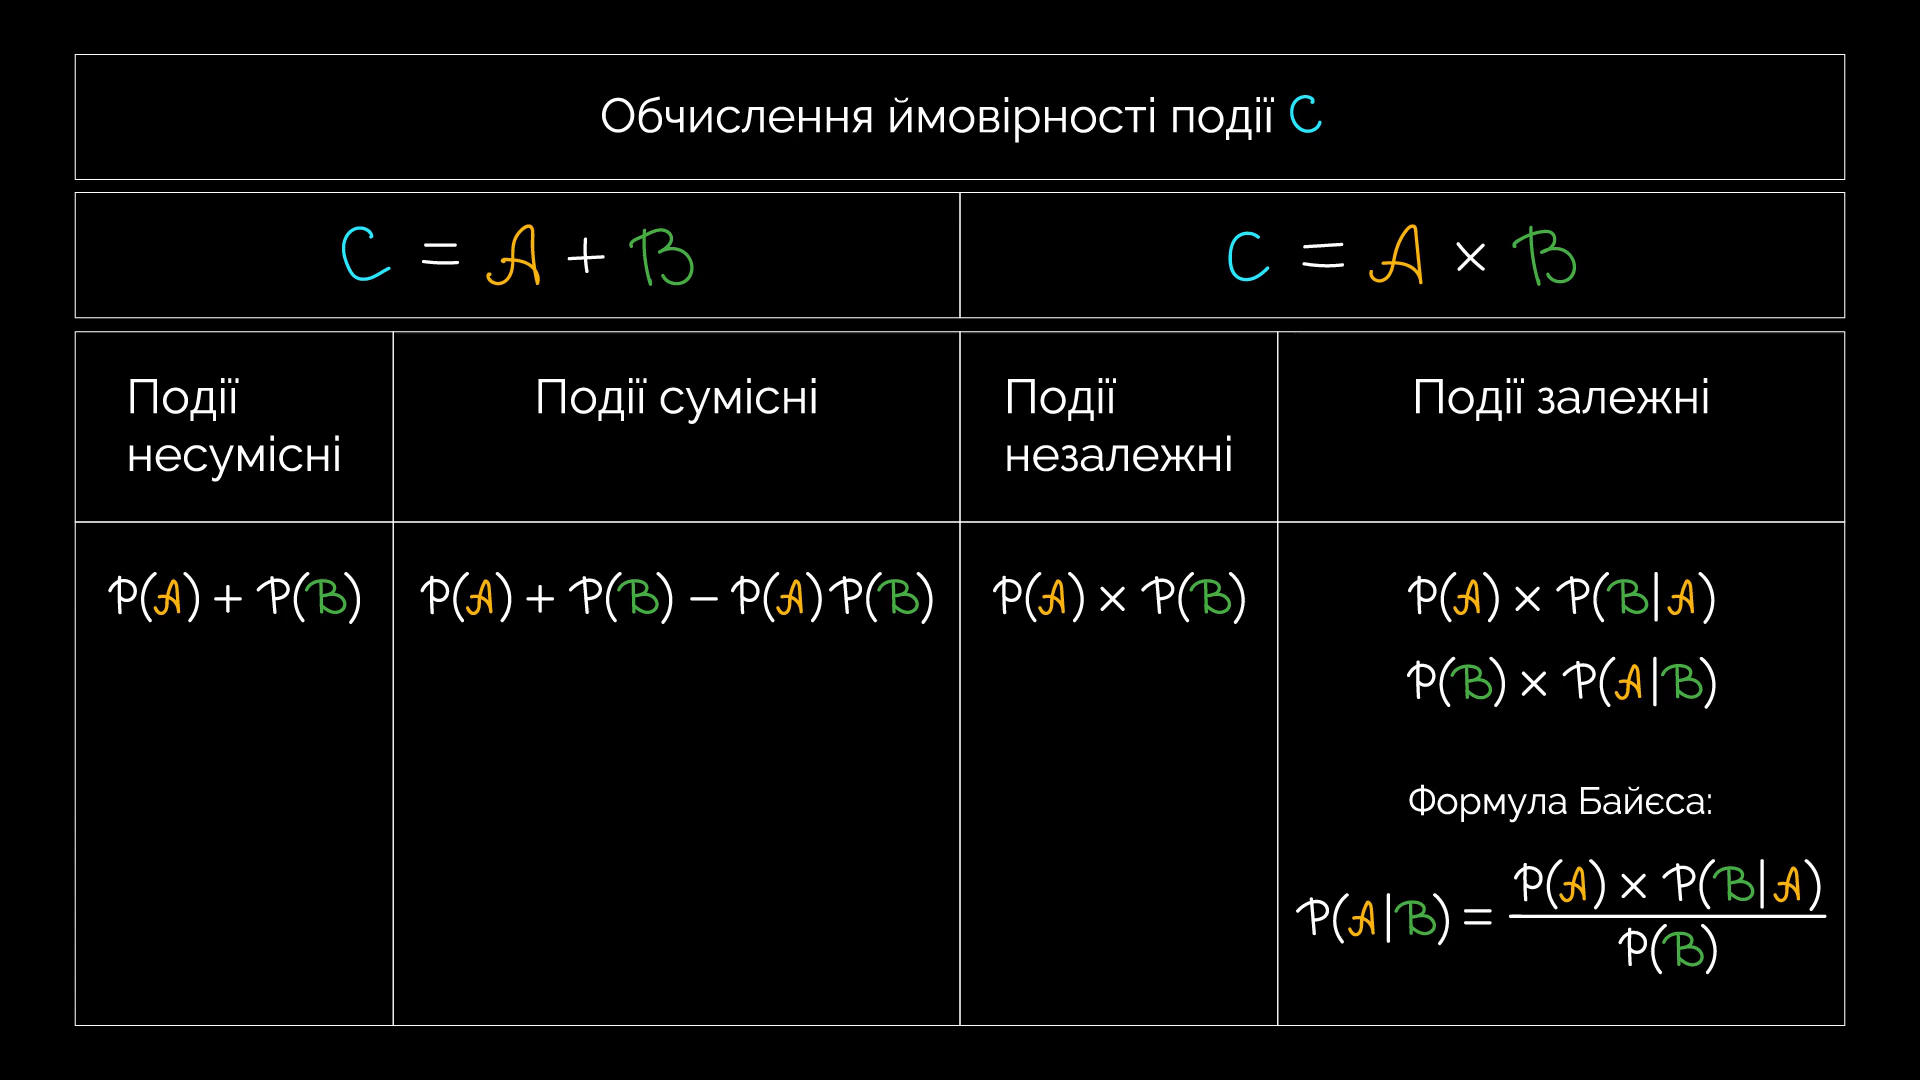 Обчислення ймовірності події C
C = A + B
C = A × B
Події
несумісні
Події сумісні
Події
незалежні
Події залежні
P(A) + P(B)
P(A) + P(B) − P(A)P(B)
P(A) × P(B)
P(A) × P(B|A)
P(B) × P(A|B)
Формула Байєса:
P(A|B) = P(A) × P(B|A)
P(B)